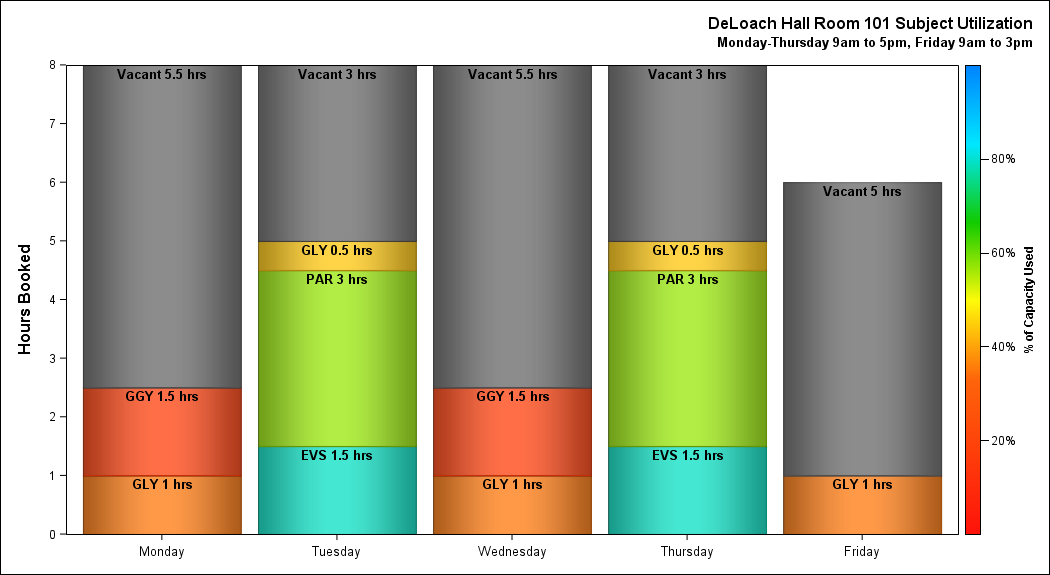 DeLoach Hall Room 101 Subject Utilization
Monday-Thursday 9am to 5pm, Friday 9am to 3pm
Hours Booked
8
7
6
5
4
3
2
1
0
Vacant 5.5 hrs
GGY 1.5 hrs
GLY 1 hrs
Monday
Vacant 3 hrs
GLY 0.5 hrs
PAR 3 hrs
EVS 1.5 hrs
Tuesday
Vacant 5.5 hrs
GGY 1.5 hrs
GLY 1 hrs
Wednesday
Vacant 3 hrs
GLY 0.5 hrs
PAR 3 hrs
EVS 1.5 hrs
Thursday
Vacant 5 hrs
GLY 1 hrs
Friday
80%
60%
40%
20%
% of Capacity Used